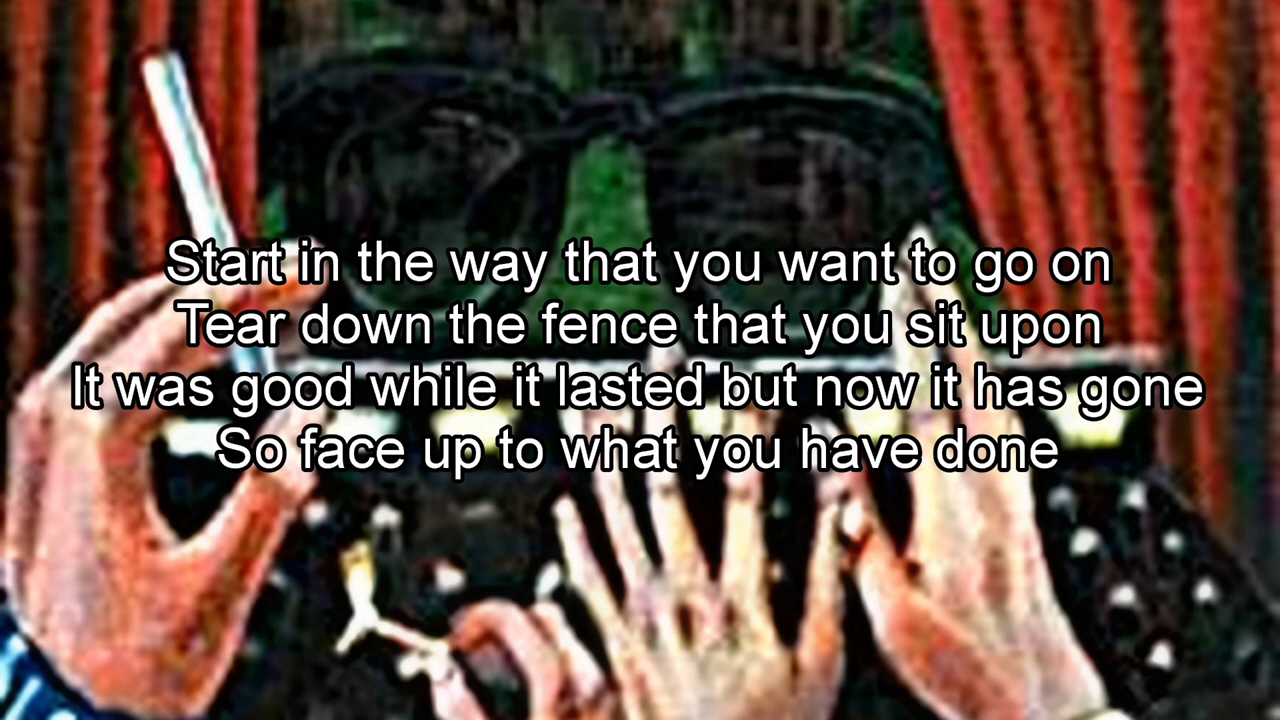 Start in the way that you want to go on
Tear down the fence that you sit upon
It was good while it lasted but now it has gone
So face up to what you have done